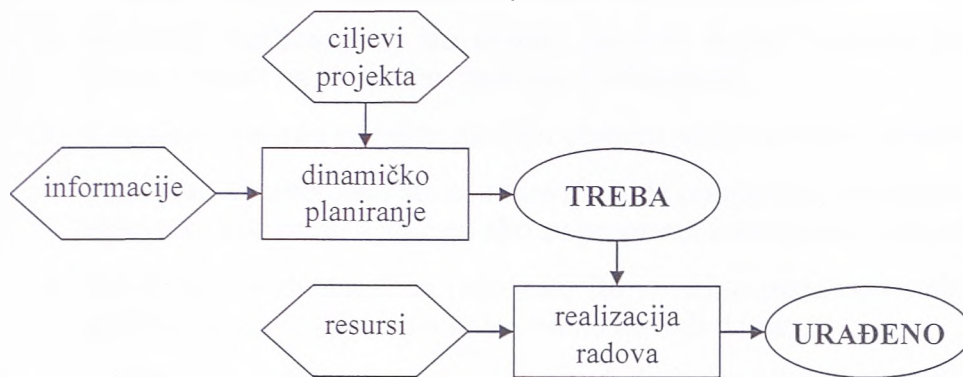 ciljevi
projekta
informacije
dinamičko
planiranje
TREBA
resursi
realizacija
radova
URAĐENO